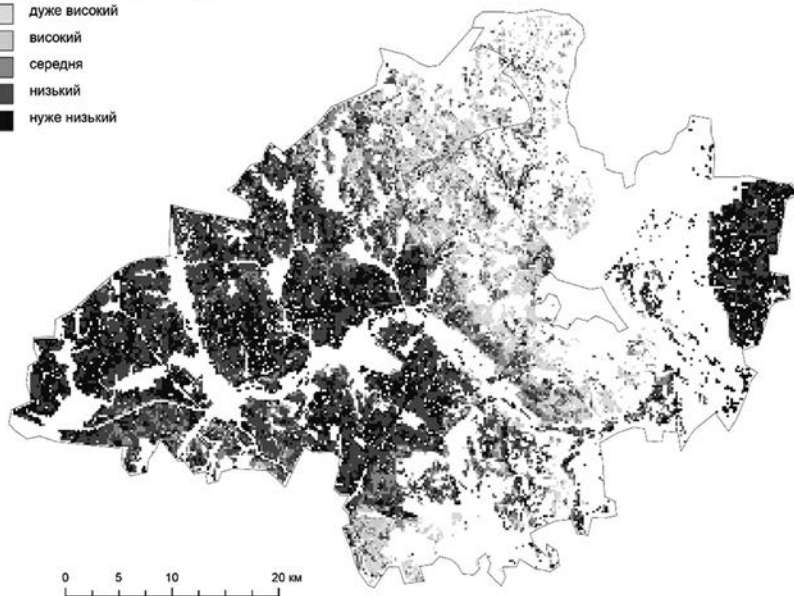 дуже високий
високий
середня
низький
нуже низький
0 5 10 20 км